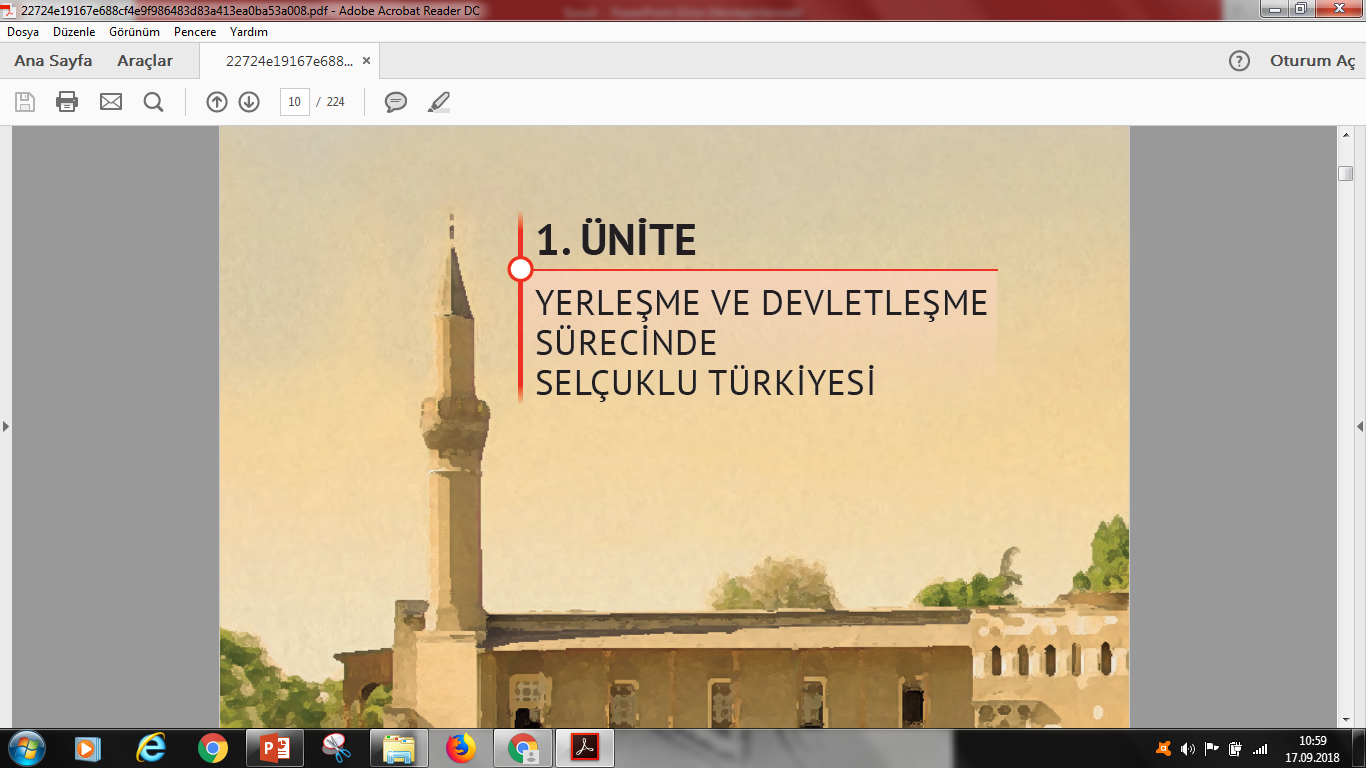 22724e19167e688cf4e9f986483d83a413ea0ba53a008.pdf - Adobe Acrobat Reader DC
Dosya Düzenle Görünüm Pencere Yardım
Ana Sayfa Araçlar 22724e19167e688... × Oturum Aç
10 / 224
1. ÜNİTE
YERLEŞME VE DEVLETLEŞME
SÜRECİNDE
SELÇUKLU TÜRKİYESİ
10:59
17.09.2018